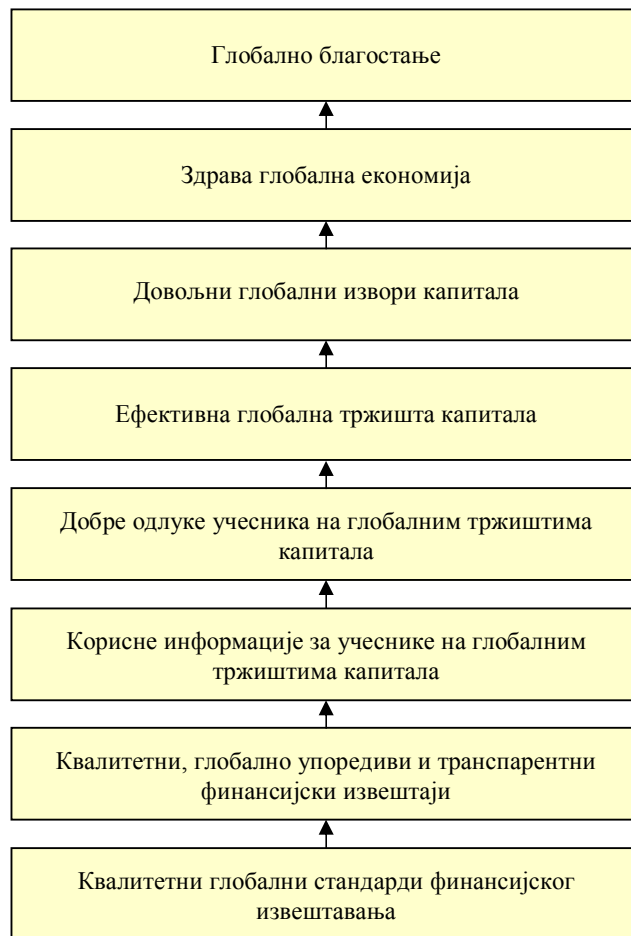 Глобално благостање
Здрава глобална економија
Довољни глобални извори капитала
Ефективна глобална тржишта капитала
Добре одлуке учесника на глобалним тржиштима
капитала
Корисне информације за учеснике на глобалним
тржиштима капитала
Квалитетни, глобално упоредиви и транспарентни
финансијски извештаји
Квалитетни глобални стандарди финансијског
извештавања